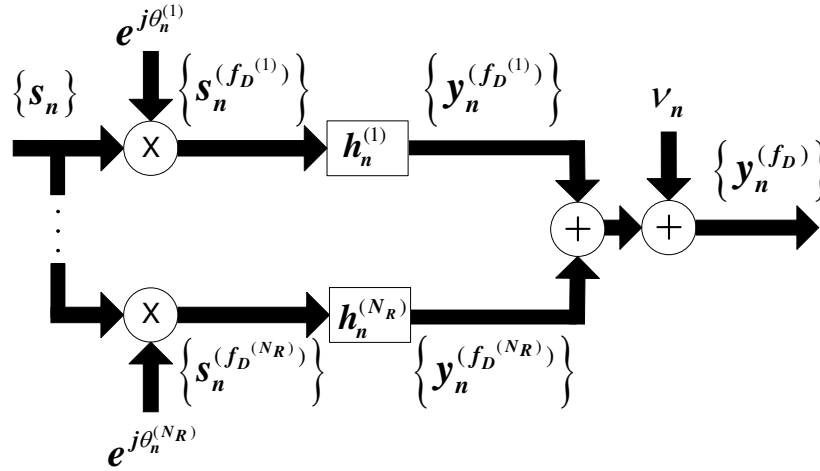 e^{jθ_n^{(1)}}
{s_n}
{s_n^{(f_D^{(1)})}}
{y_n^{(f_D^{(1)})}}
ν_n
X
h_n^{(1)}
{y_n^{(f_D)}}
+
+
X
h_n^{(N_R)}
{s_n^{(f_D^{(N_R)})}}
{y_n^{(f_D^{(N_R)})}}
e^{jθ_n^{(N_R)}}